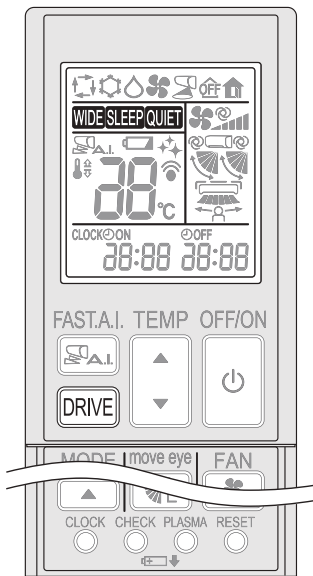 OFF
WIDE SLEEP QUIET
A.I.
88°C
CLOCK ON OFF
88:88 88:88
FAST.A.I. TEMP OFF/ON
A.I.
DRIVE
MODE move eye FAN
CLOCK CHECK PLASMA RESET